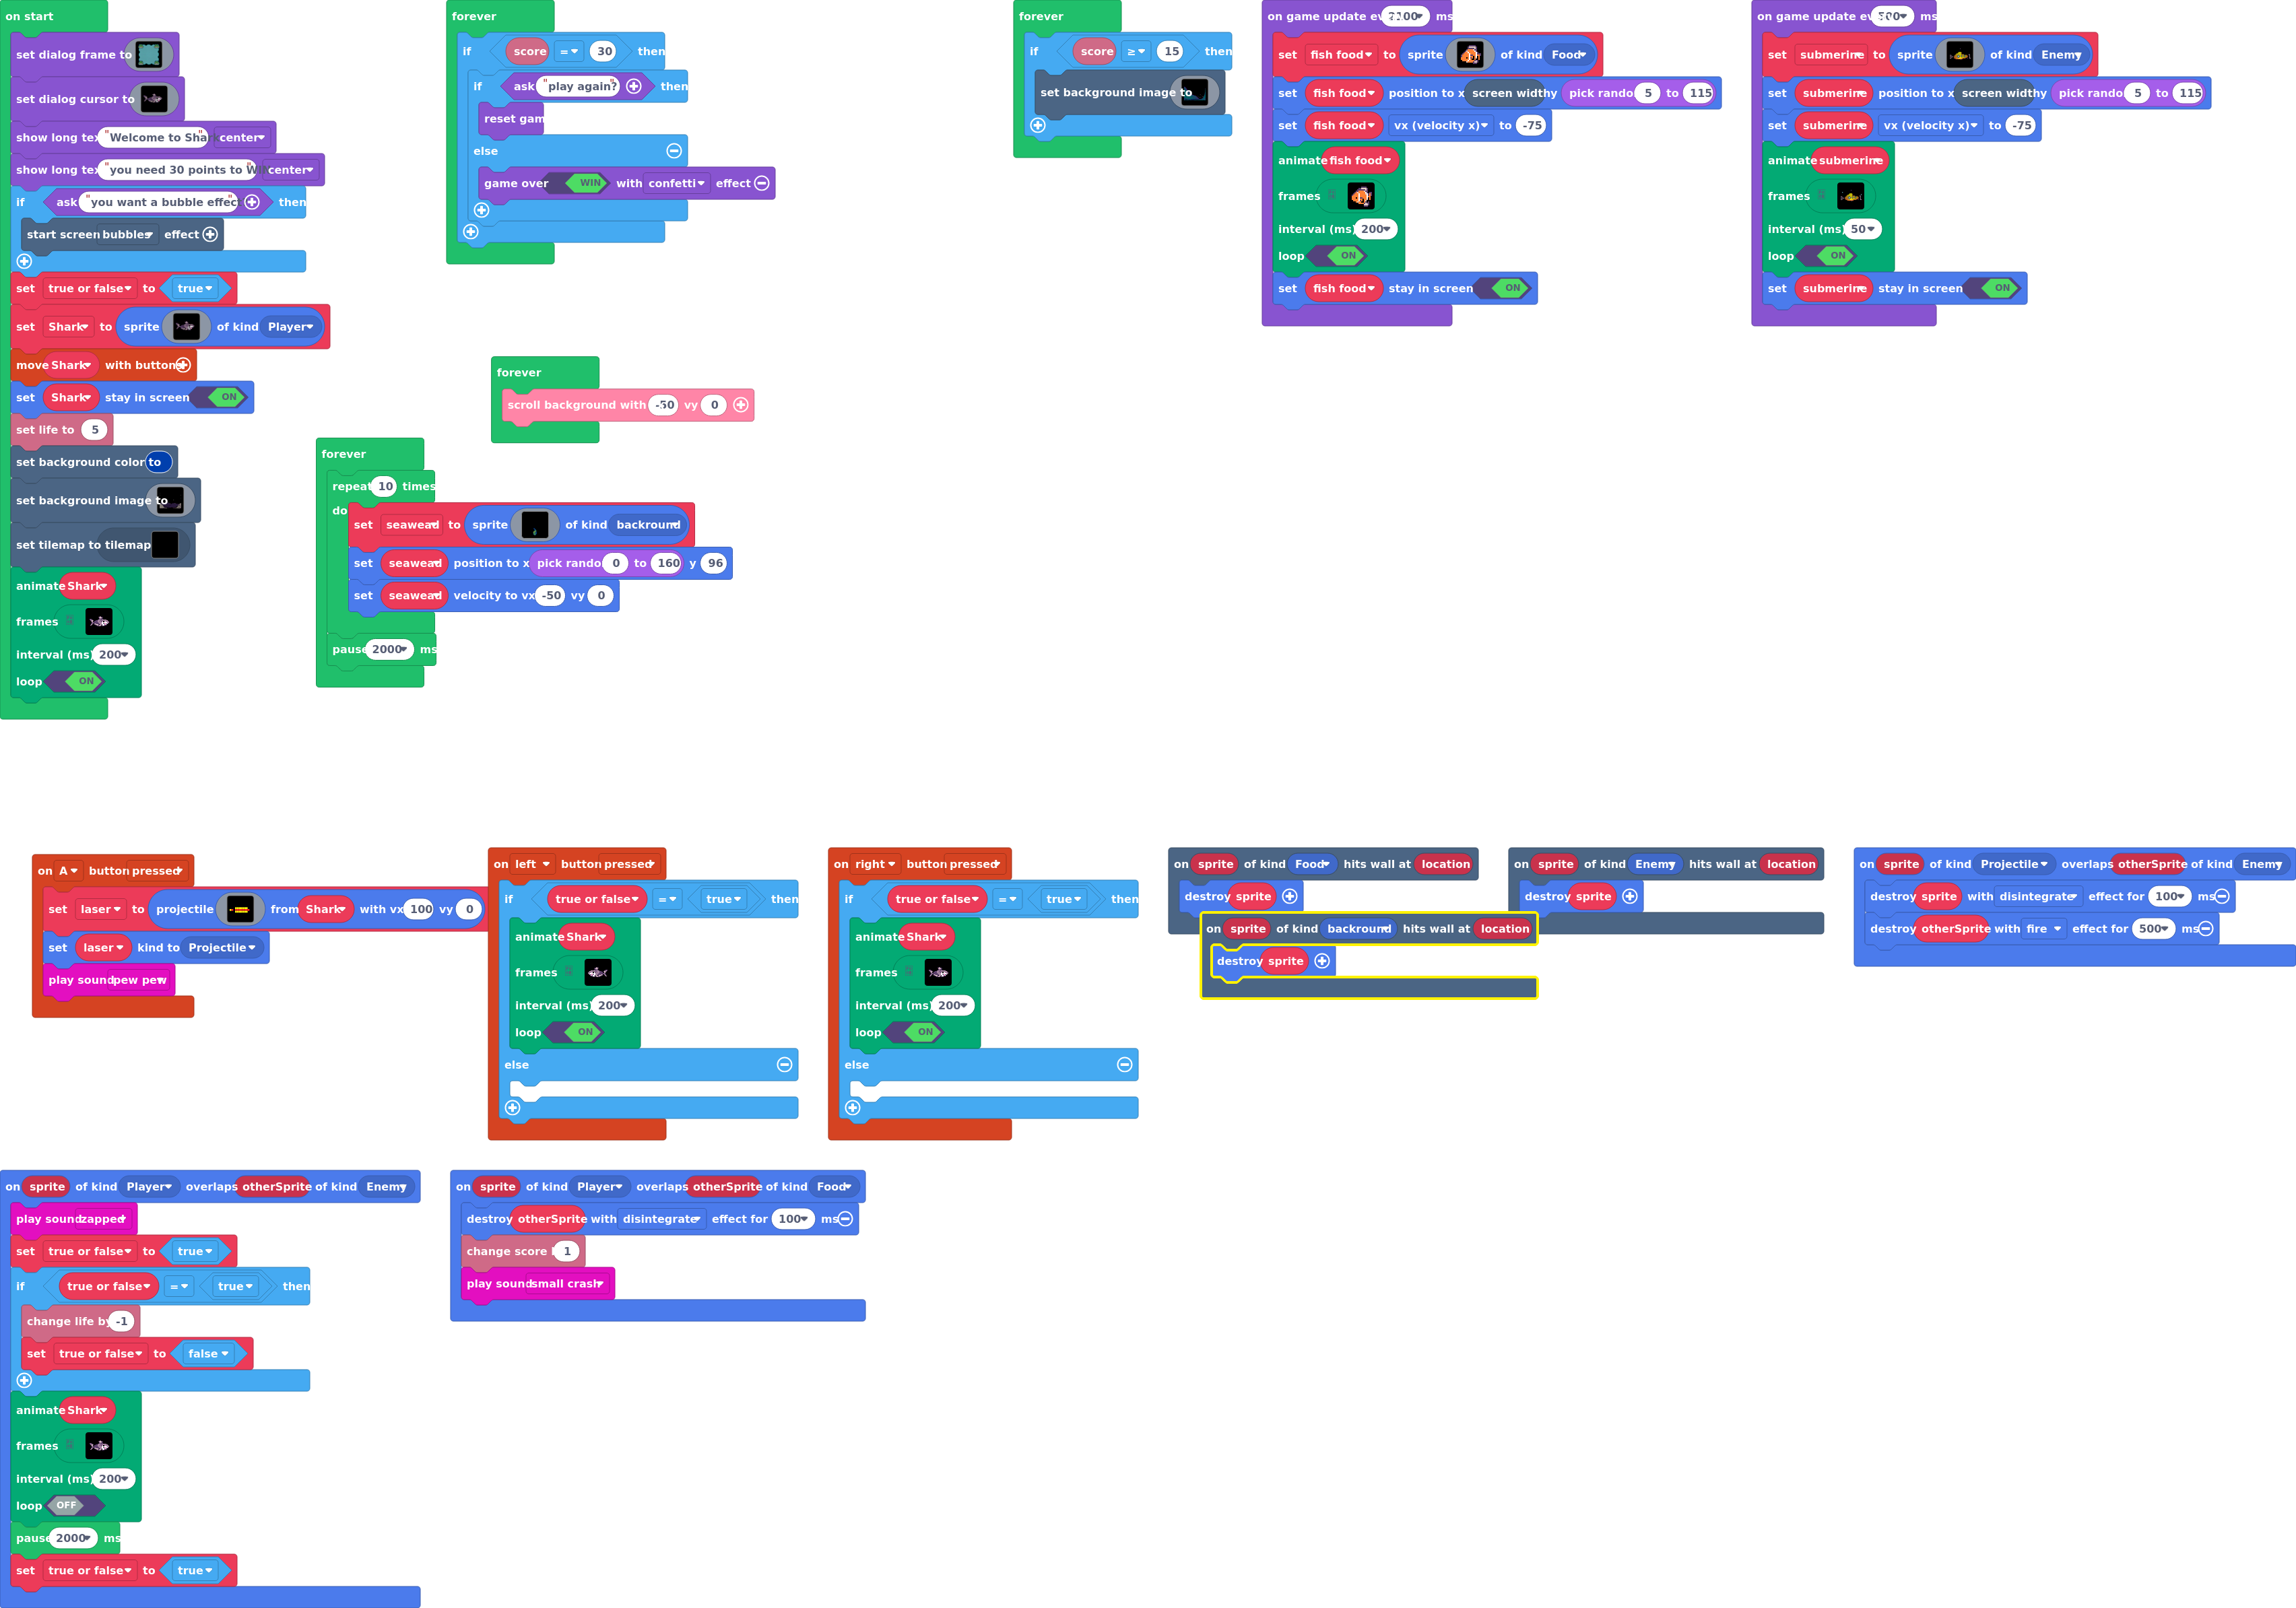 on start
set dialog frame to
set dialog cursor to
show long tex "Welcome to Sha" center
show long tex "you need 30 points to W center
if ask "you want a bubble effec then
start screen bubbles effect
set true or false to true
set Shark to sprite of kind Player
move Shark with button
set Shark stay in screen ON
set life to 5
set background color to
set background image to
set tilemap to tilemap
animate Shark
frames
interval (ms) 200
loop ON
forever
if score = 30 then
if ask "play again?" then
reset gam
else
game over WIN with confetti effect
forever
scroll background with -50 vy 0
forever
repeat 10 times
do set seaweed to sprite of kind backround
set seaweed position to x pick rando 0 to 160 y 96
set seaweed velocity to vx -50 vy 0
pause 2000 ms
forever
if score ≥ 15 then
set background image to
on game update ev ms
set fish food to sprite of kind Food
set fish food position to x screen width y pick rando 5 to 115
set fish food vx (velocity x) to -75
animate fish food
frames
interval (ms) 200
loop ON
set fish food stay in screen ON
on game update ev 500 ms
set submerine to sprite of kind Enemy
set submerine position to x screen width y pick rando 5 to 115
set submerine vx (velocity x) to -75
animate submerine
frames
interval (ms) 50
loop ON
set submerine stay in screen ON
on A button pressed
set laser to projectile from Shark with vx 100 vy 0
set laser kind to Projectile
play sound pew pew
on left button pressed
if true or false = true then
animate Shark
frames
interval (ms) 200
loop ON
else
on right button pressed
if true or false = true then
animate Shark
frames
interval (ms) 200
loop ON
else
on sprite of kind Food hits wall at location
destroy sprite
on sprite of kind Enemy hits wall at location
destroy sprite
on sprite of kind backround hits wall at location
destroy sprite
on sprite of kind Projectile overlaps otherSprite of kind Enemy
destroy sprite with disintegrate effect for 100 ms
destroy otherSprite with fire effect for 500 ms
on sprite of kind Player overlaps otherSprite of kind Enemy
play sound zapped
set true or false to true
if true or false = true then
change life by -1
set true or false to false
animate Shark
frames
interval (ms) 200
loop OFF
pause 2000 ms
set true or false to true
on sprite of kind Player overlaps otherSprite of kind Food
destroy otherSprite with disintegrate effect for 100 ms
change score 1
play sound small crash